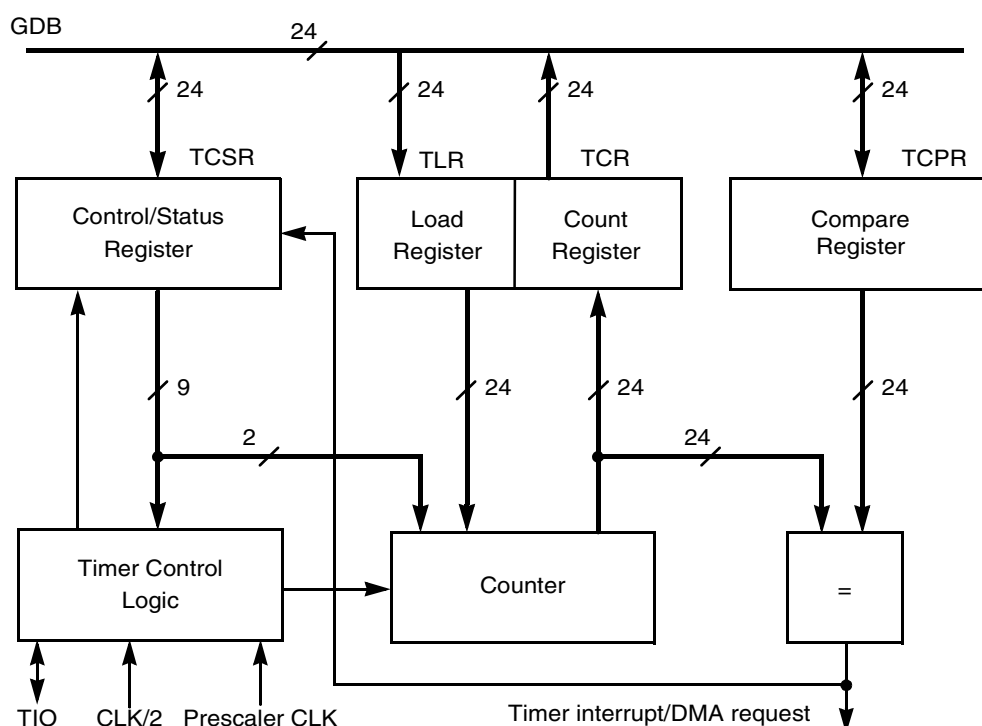 GDB
24
24
24
24
24
TCSR
TLR
TCR
TCPR
Control/Status
Register
Load
Register
Count
Register
Compare
Register
9
24
24
24
2
24
Timer Control
Logic
Counter
=
TIO
CLK/2
Prescaler CLK
Timer interrupt/DMA request